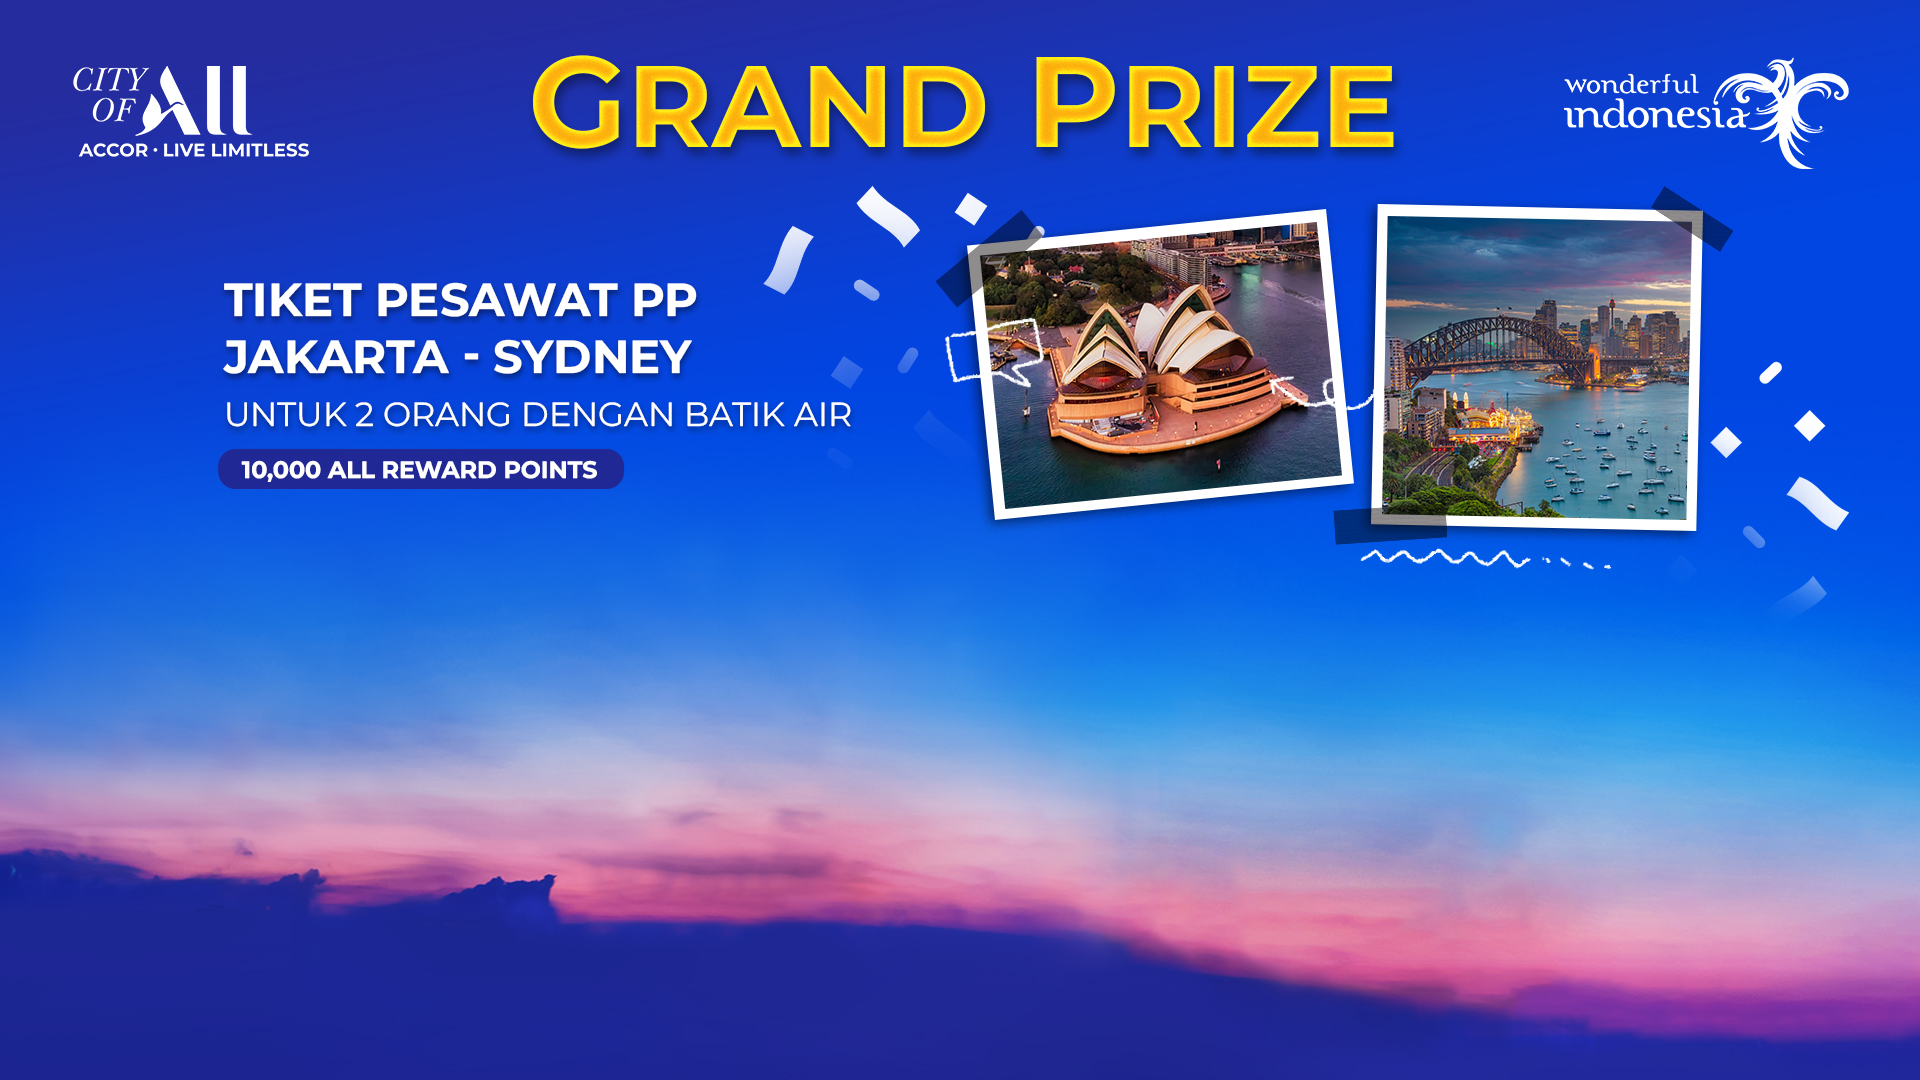 CITY
OF ALL
ACCOR · LIVE LIMITLESS
GRAND PRIZE
wonderful
indonesia
TIKET PESAWAT PP
JAKARTA - SYDNEY
UNTUK 2 ORANG DENGAN BATIK AIR
10,000 ALL REWARD POINTS